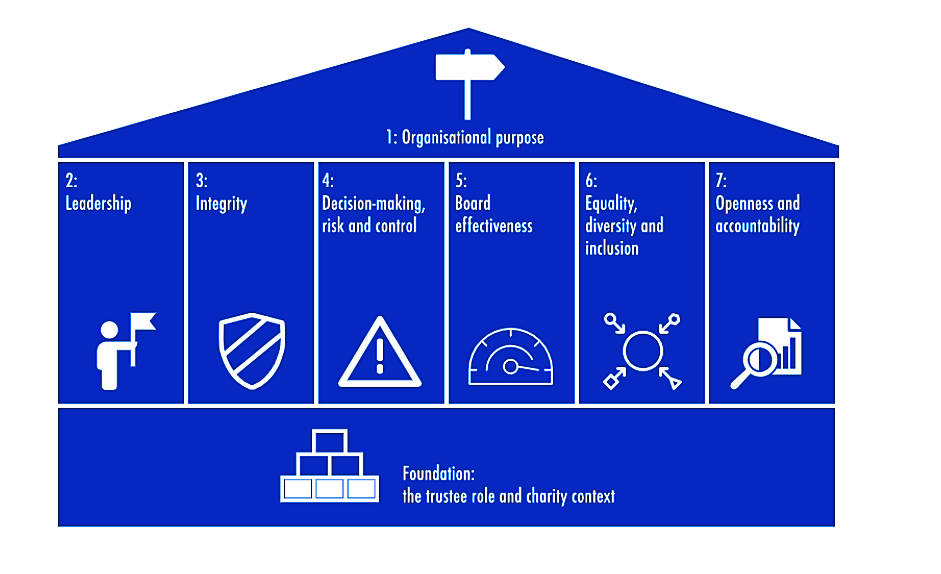 1: Organisational purpose
2:
Leadership
3:
Integrity
4:
Decision-making,
risk and control
5:
Board
effectiveness
6:
Equality,
diversity and
inclusion
7:
Openness and
accountability
Foundation:
the trustee role and charity context